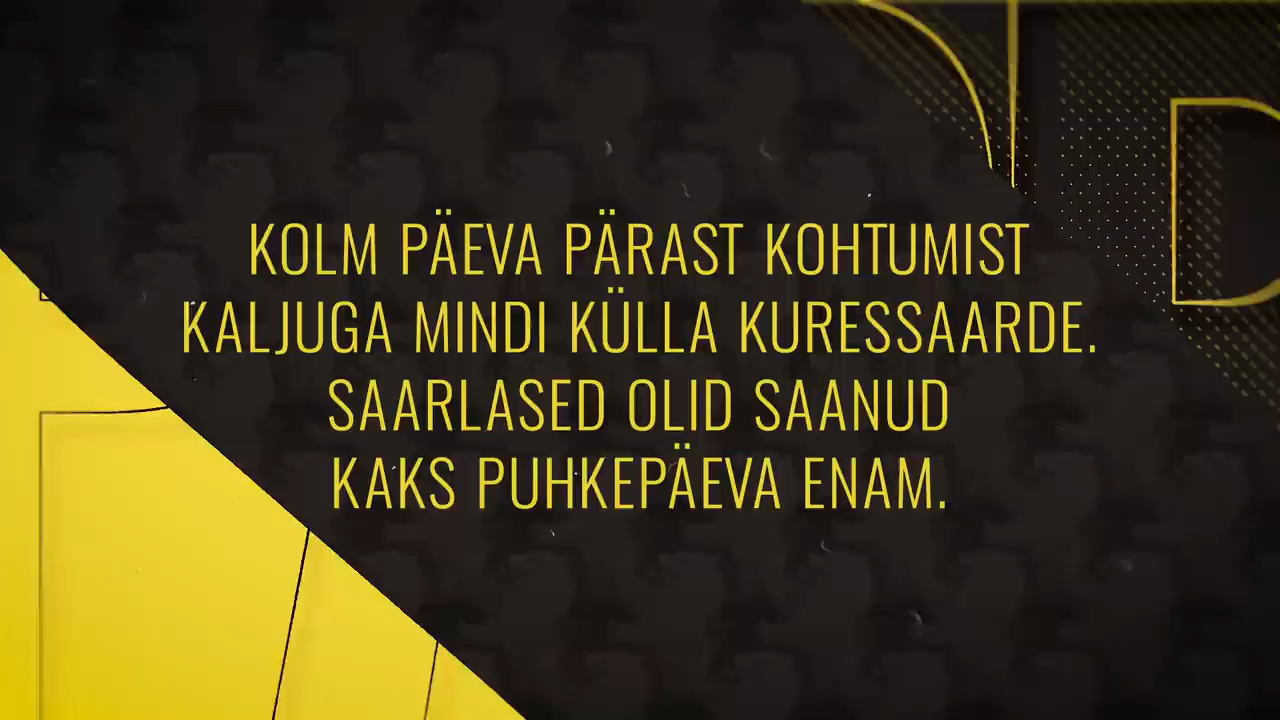 KOLM PÄEVA PÄRAST KOHTUMIST
KALJUGA MINDI KÜLLA KURESSAARDE.
SAARLASED OLID SAANUD
KAKS PUHKEPÄEVA ENAM.